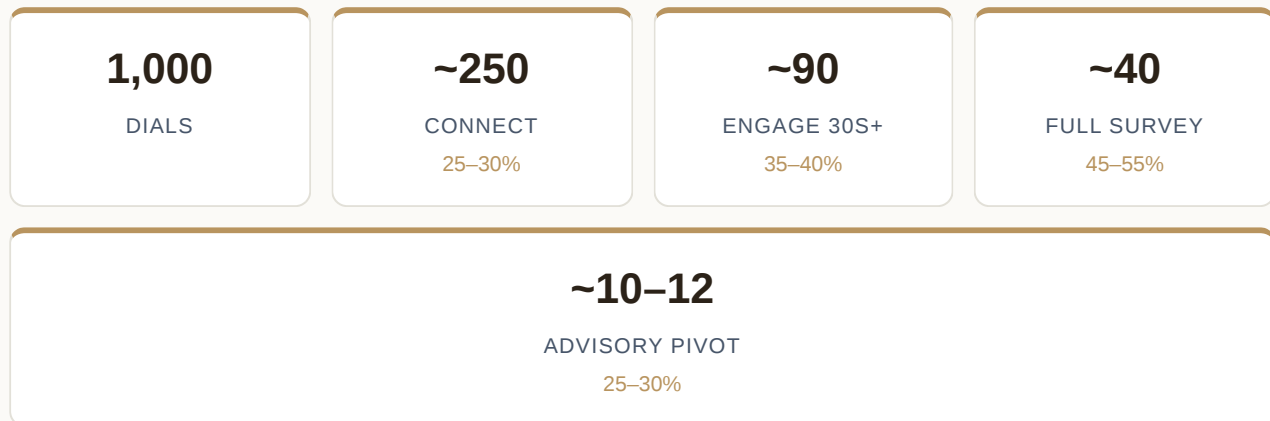 1,000
DIALS
~250
CONNECT
25–30%
~90
ENGAGE 30S+
35–40%
~40
FULL SURVEY
45–55%
~10–12
ADVISORY PIVOT
25–30%